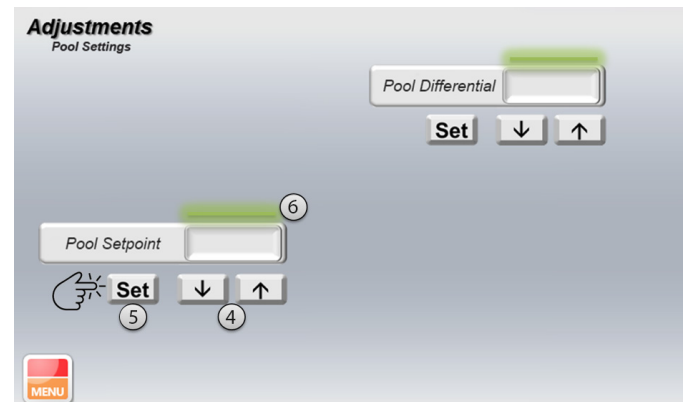 Adjustments
Pool Settings
Pool Differential
Set ↓ ↑
6
Pool Setpoint
Set ↓ ↑
5 4
MENU